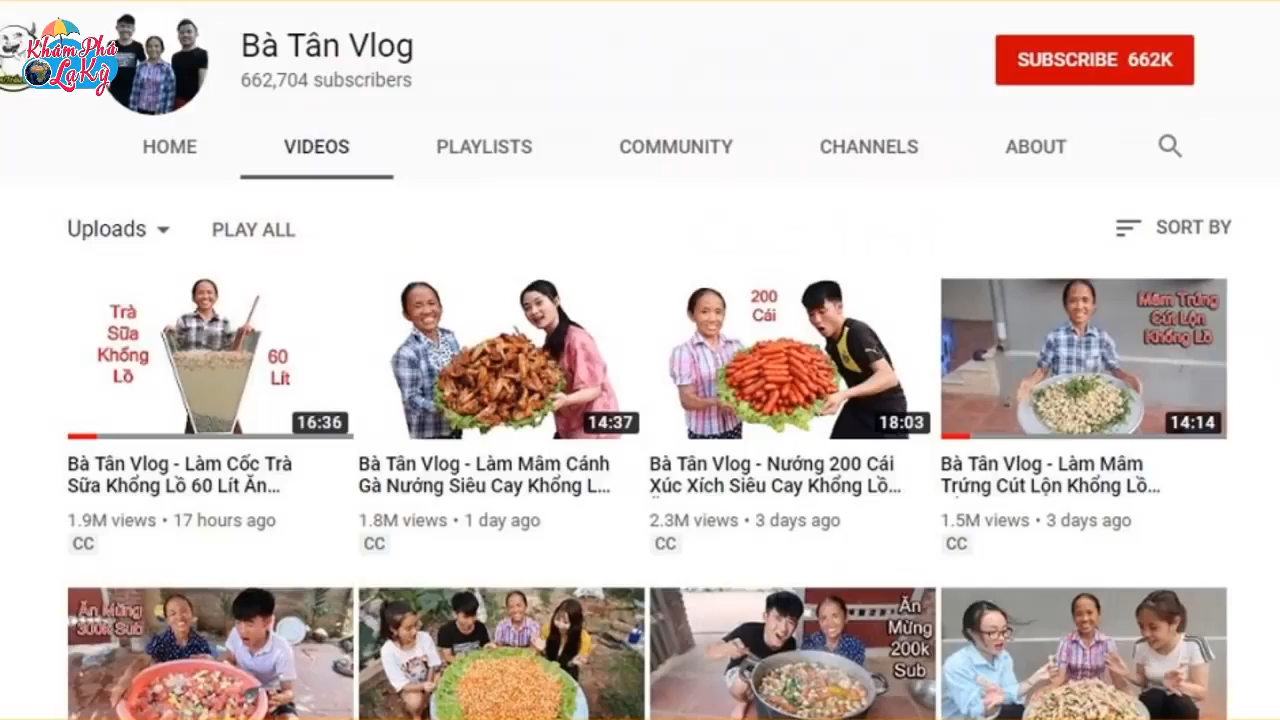 Khám Phá
Lạ Kỳ
Bà Tân Vlog
662,704 subscribers
SUBSCRIBE 662K
HOME
VIDEOS
PLAYLISTS
COMMUNITY
CHANNELS
ABOUT
Uploads
PLAY ALL
SORT BY
Trà
Sữa
Khổng
Lồ
60
Lít
16:36
14:37
200
Cái
18:03
Mâm Trứng
Cút Lộn
Khổng Lồ
14:14
Bà Tân Vlog - Làm Cốc Trà
Sữa Khổng Lồ 60 Lít Ăn...
1.9M views • 17 hours ago
CC
Bà Tân Vlog - Làm Mâm Cánh
Gà Nướng Siêu Cay Khổng L...
1.8M views • 1 day ago
CC
Bà Tân Vlog - Nướng 200 Cái
Xúc Xích Siêu Cay Khổng Lồ...
2.3M views • 3 days ago
CC
Bà Tân Vlog - Làm Mâm
Trứng Cút Lộn Khổng Lồ...
1.5M views • 3 days ago
CC
Ăn Mừng
300k Sub
Ăn
Mừng
200k
Sub